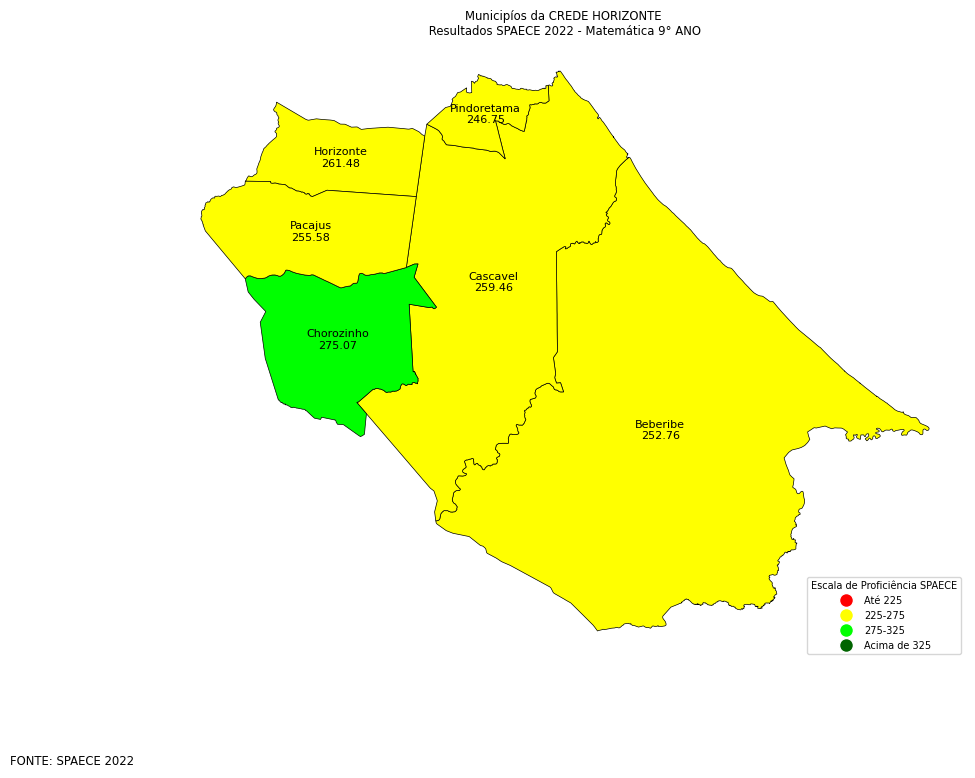 Municipíos da CREDE HORIZONTE
Resultados SPAECE 2022 - Matemática 9° ANO
Pindoretama
246.75
Horizonte
261.48
Pacajus
255.58
Cascavel
259.46
Chorozinho
275.07
Beberibe
252.76
Escala de Proficiência SPAECE
Até 225
225-275
275-325
Acima de 325
FONTE: SPAECE 2022